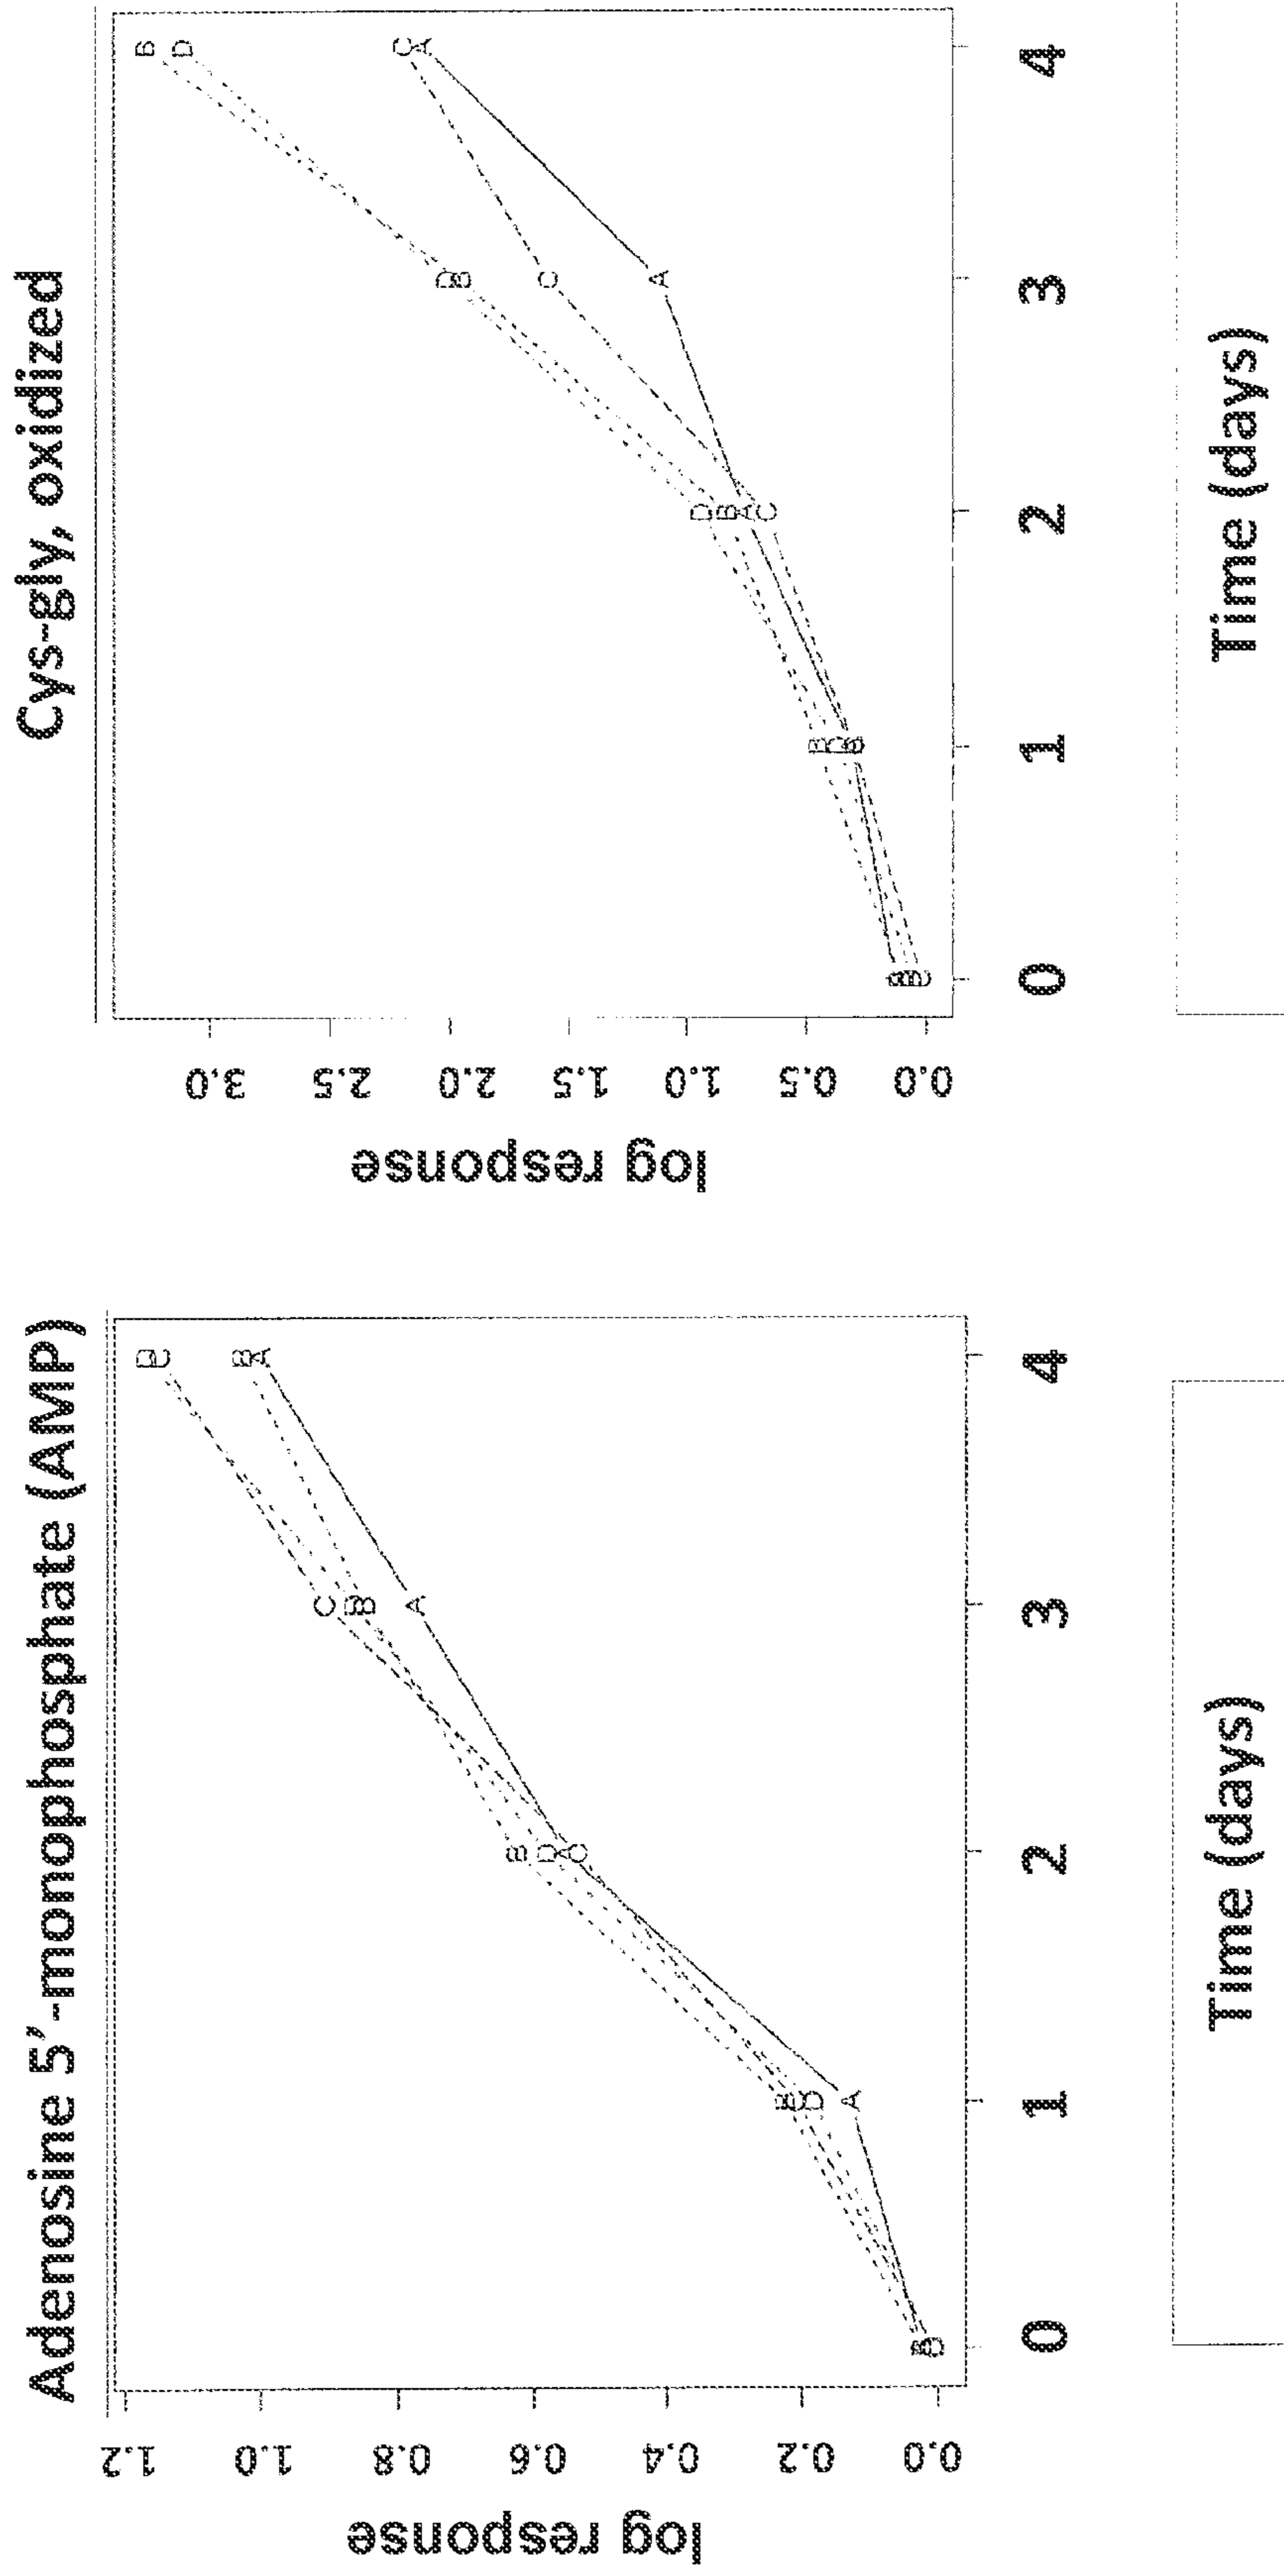 Adenosine 5'-monophosphate (AMP)
log response
1.2
1.0
0.8
0.6
0.4
0.2
0.0
B
A
B
C
D
A
B
D
A
C
C
B
A
B
A
0
1
2
3
4
Time (days)
Cys-gly, oxidized
log response
3.0
2.5
2.0
1.5
1.0
0.5
0.0
B
D
B
A
C
D
B
C
A
B
D
C
A
0
1
2
3
4
Time (days)